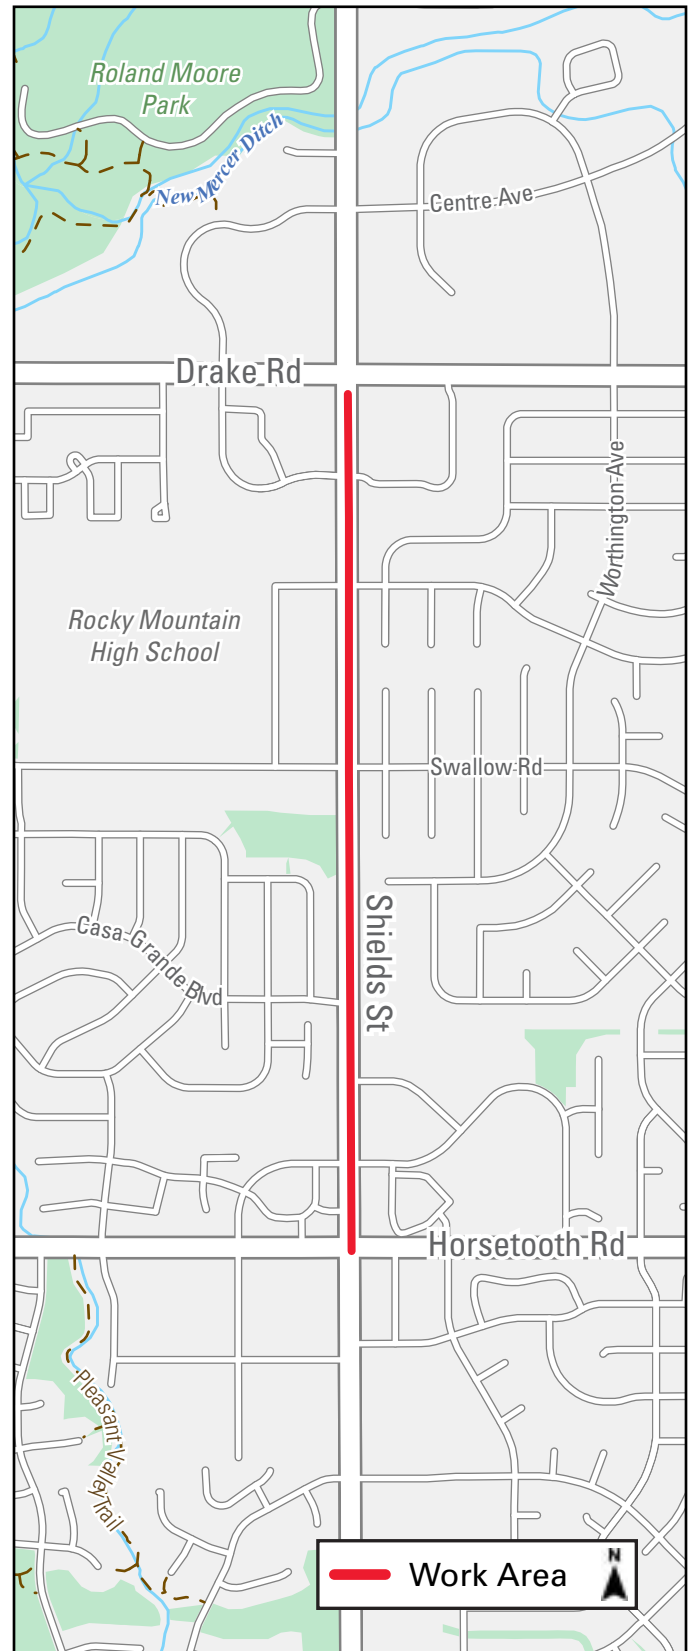 Roland Moore
Park
New Mercer Ditch
Centre Ave
Drake Rd
Worthington Ave
Rocky Mountain
High School
Swallow Rd
Shields St
Casa Grande Blvd
Horsetooth Rd
Pleasant Valley Trail
Work Area
N